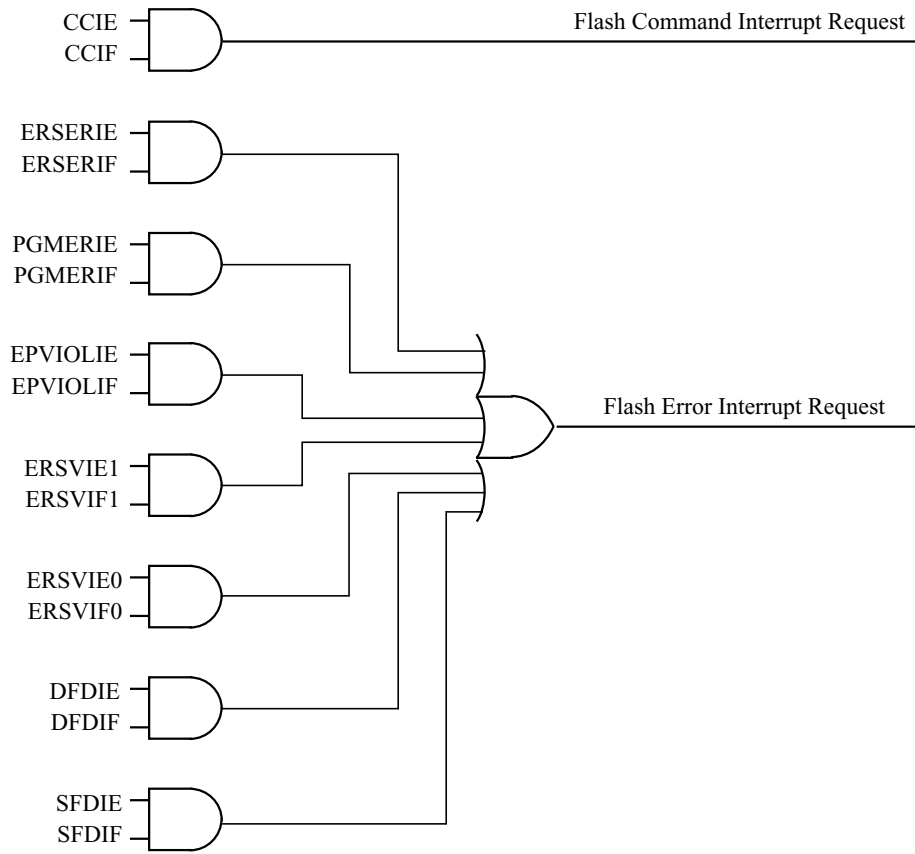 CCIE
CCIF
Flash Command Interrupt Request
ERSERIE
ERSERIF
PGMERIE
PGMERIF
EPVIOLIE
EPVIOLIF
Flash Error Interrupt Request
ERSVIE1
ERSVIF1
ERSVIE0
ERSVIF0
DFDIE
DFDIF
SFDIE
SFDIF